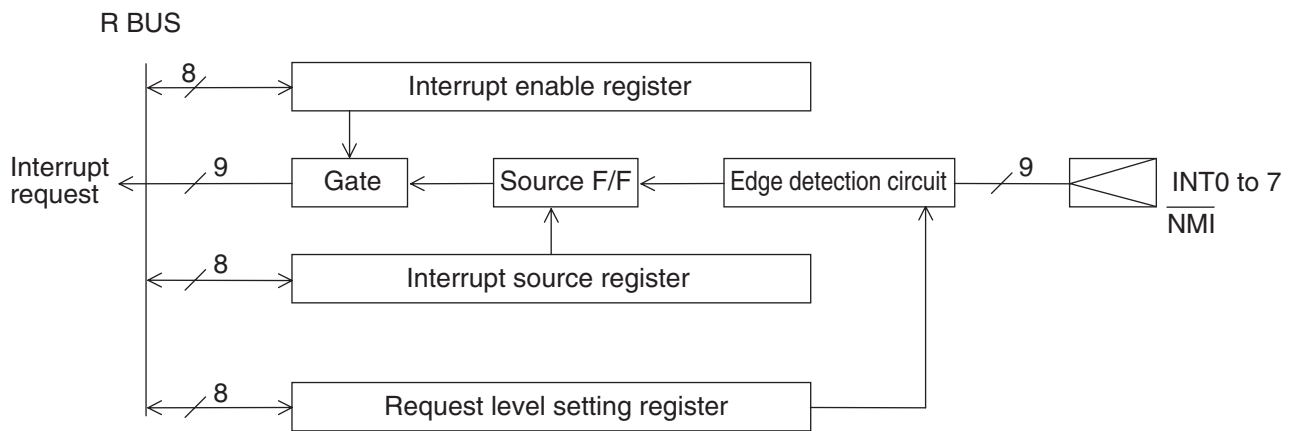 R BUS
8
Interrupt enable register
Interrupt
request
9
Gate
Source F/F
Edge detection circuit
9
INT0 to 7
NMI
8
Interrupt source register
8
Request level setting register